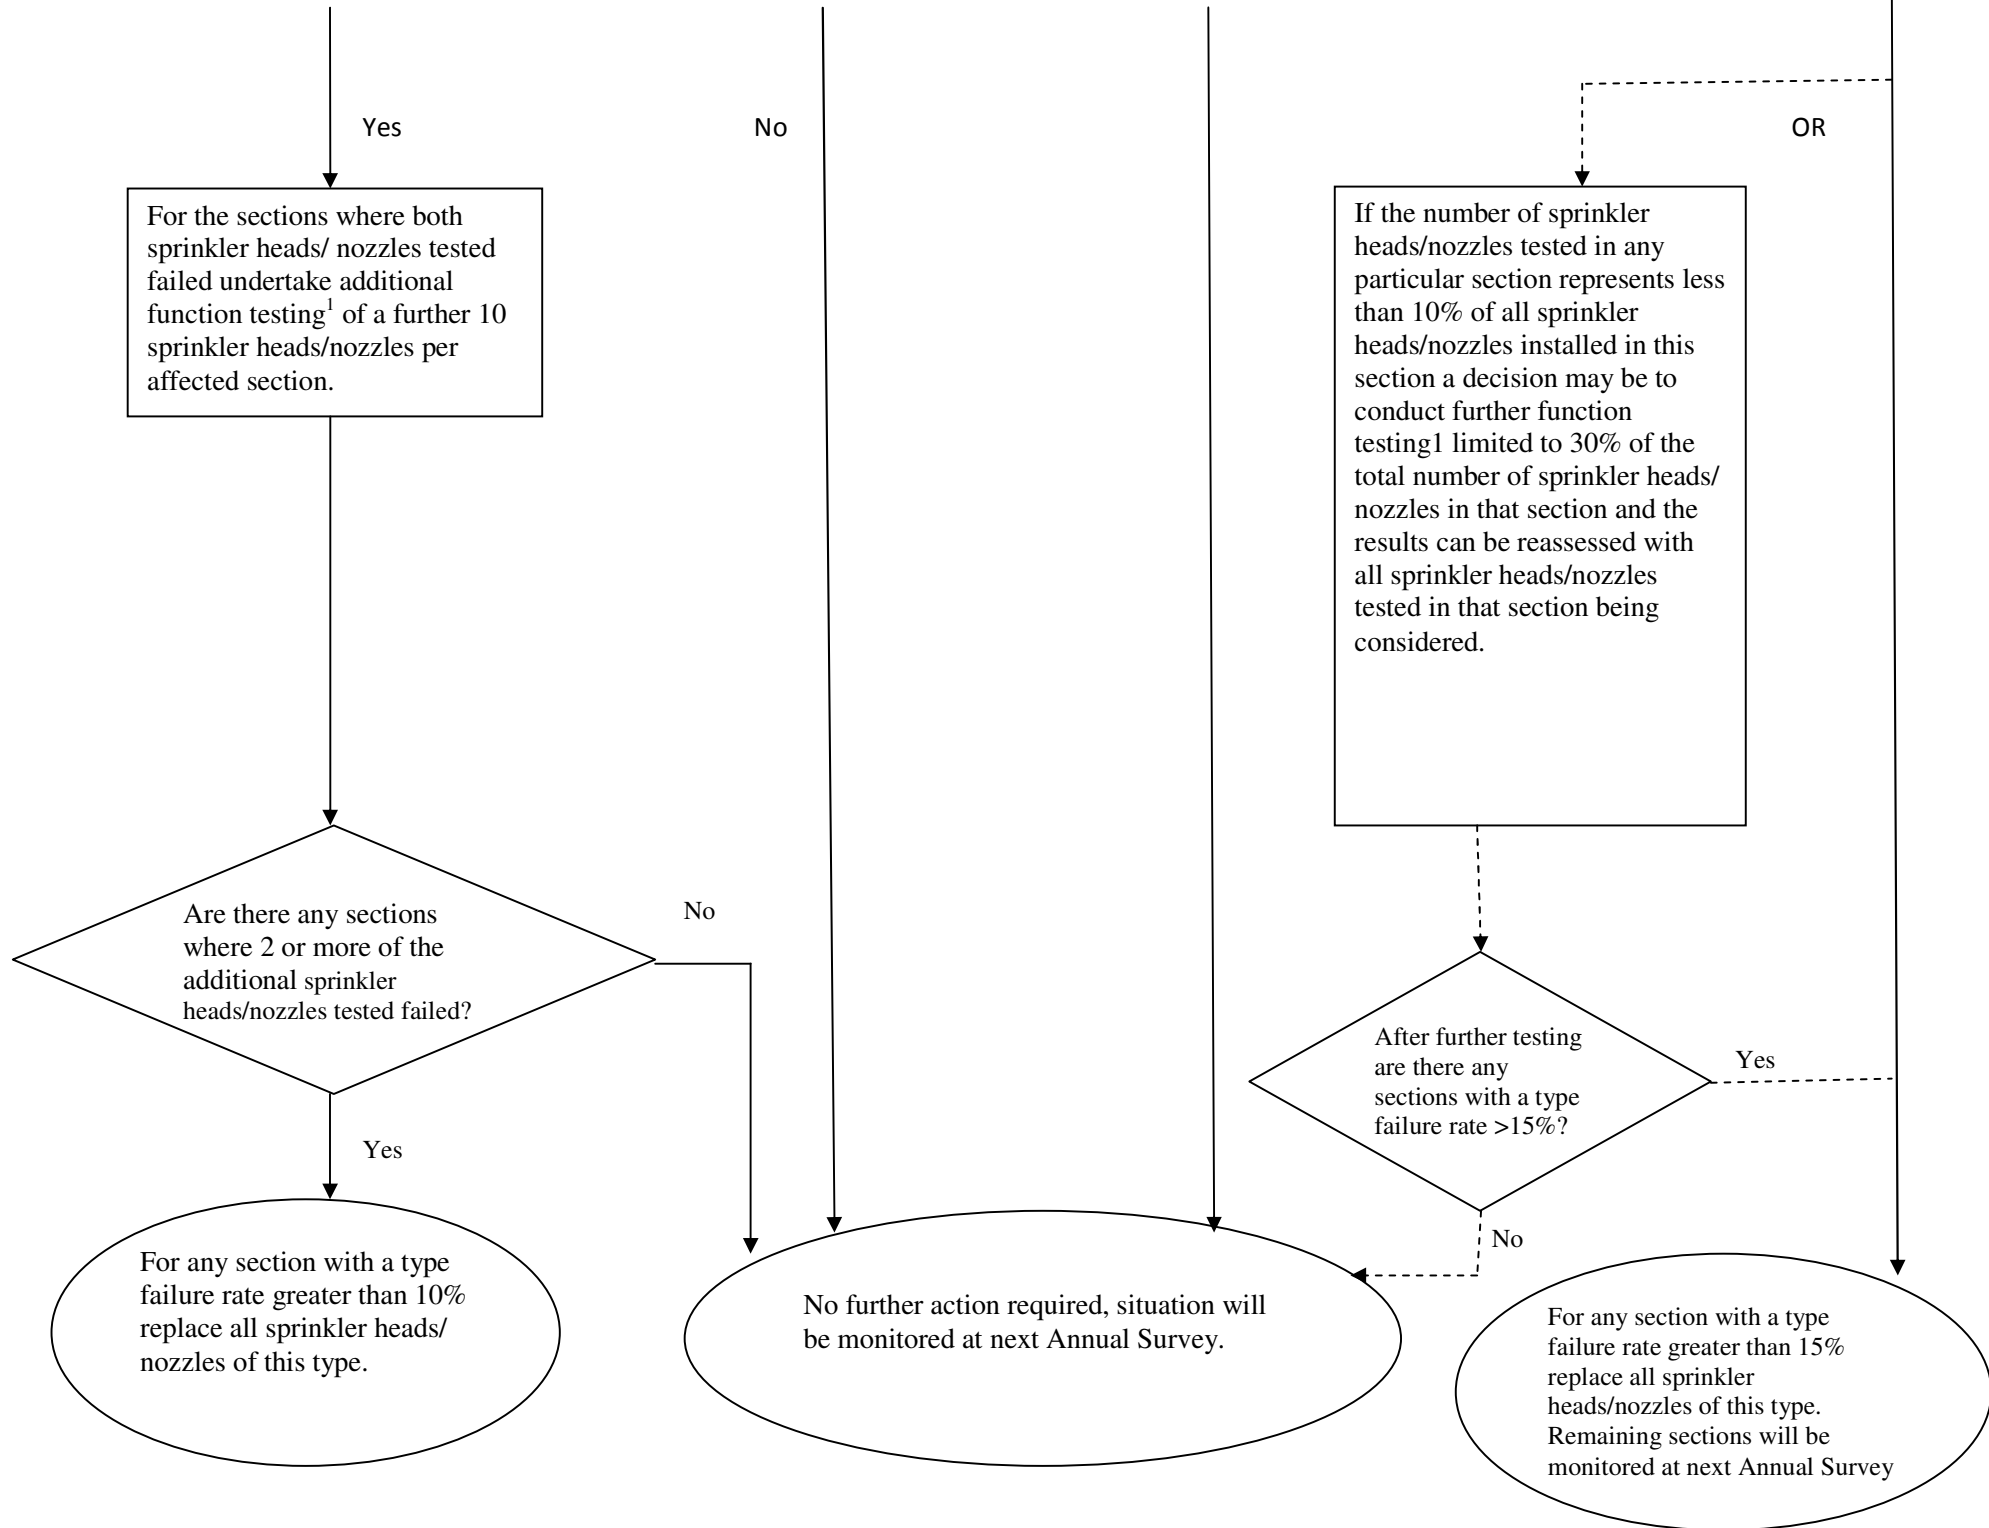 Yes
No
OR
For the sections where both
sprinkler heads/ nozzles tested
failed undertake additional
function testing1 of a further 10
sprinkler heads/nozzles per
affected section.
If the number of sprinkler
heads/nozzles tested in any
particular section represents less
than 10% of all sprinkler
heads/nozzles installed in this
section a decision may be to
conduct further function
testing1 limited to 30% of the
total number of sprinkler heads/
nozzles in that section and the
results can be reassessed with
all sprinkler heads/nozzles
tested in that section being
considered.
Are there any sections
where 2 or more of the
additional sprinkler
heads/nozzles tested failed?
No
After further testing
are there any
sections with a type
failure rate >15%?
Yes
Yes
No
For any section with a type
failure rate greater than 10%
replace all sprinkler heads/
nozzles of this type.
No further action required, situation will
be monitored at next Annual Survey.
For any section with a type
failure rate greater than 15%
replace all sprinkler
heads/nozzles of this type.
Remaining sections will be
monitored at next Annual Survey